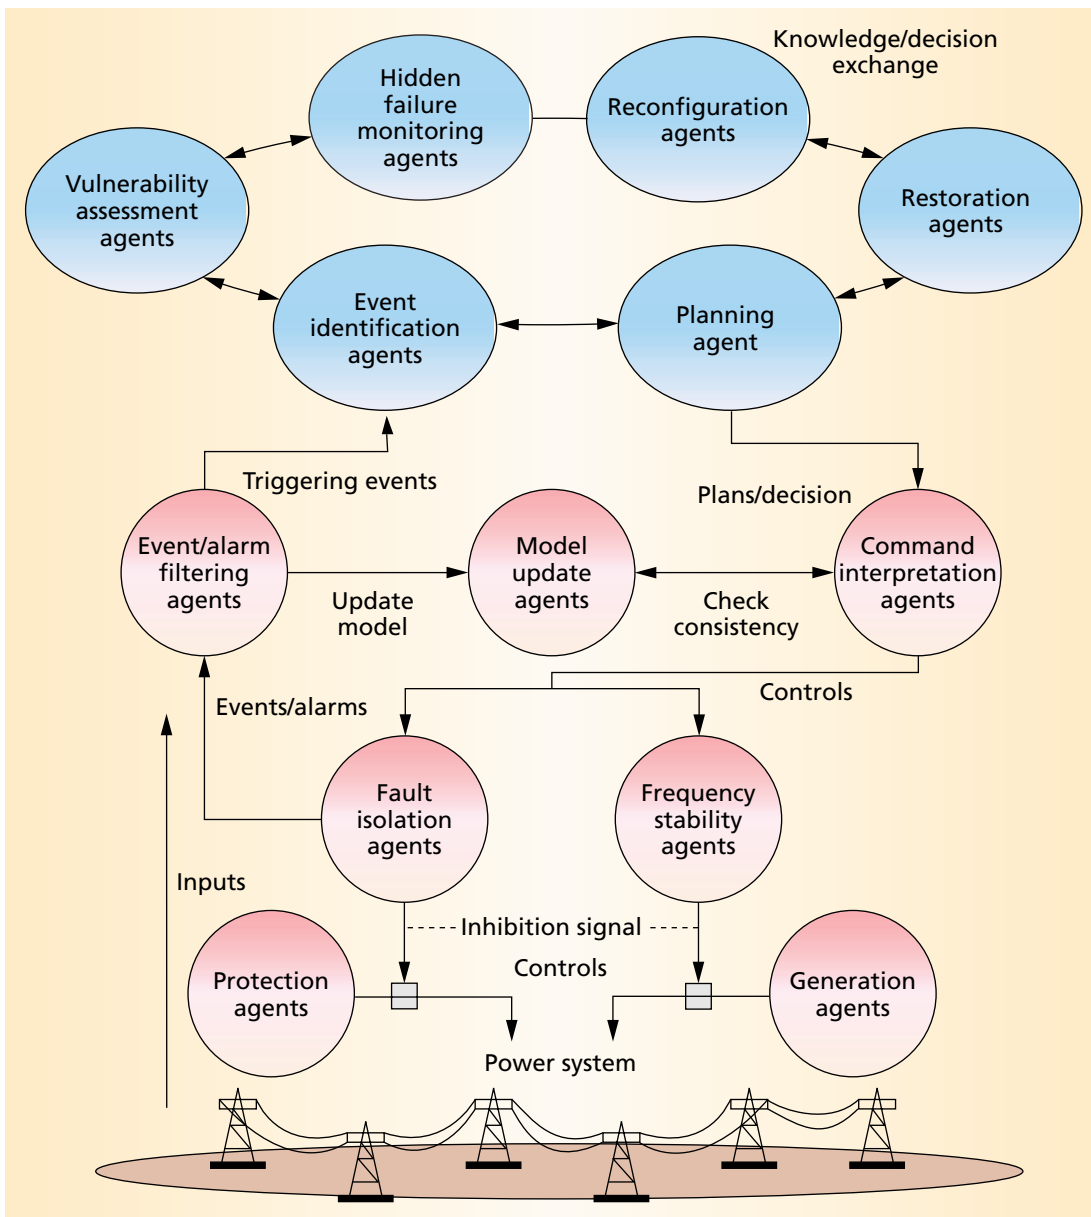 Knowledge/decision
exchange
Hidden
failure
monitoring
agents
Reconfiguration
agents
Vulnerability
assessment
agents
Restoration
agents
Event
identification
agents
Planning
agent
Triggering events
Plans/decision
Event/alarm
filtering
agents
Update
model
Model
update
agents
Check
consistency
Command
interpretation
agents
Events/alarms
Controls
Fault
isolation
agents
Frequency
stability
agents
Inputs
Inhibition signal
Protection
agents
Controls
Generation
agents
Power system